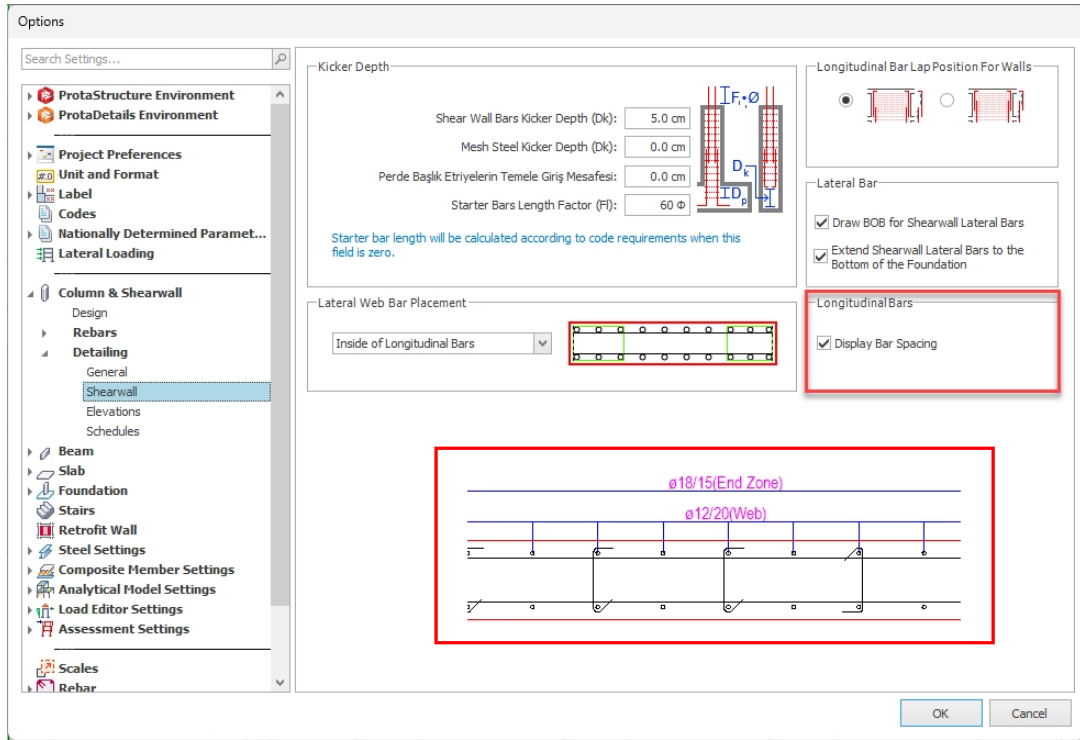 Options
Search Settings...
ProtaStructure Environment
ProtaDetails Environment
Project Preferences
Unit and Format
Label
Codes
Nationally Determined Paramet...
Lateral Loading
Column & Shearwall
Design
Rebars
Detailing
General
Shearwall
Elevations
Schedules
Beam
Slab
Foundation
Stairs
Retrofit Wall
Steel Settings
Composite Member Settings
Analytical Model Settings
Load Editor Settings
Assessment Settings
Scales
Rebar
Kicker Depth
Shear Wall Bars Kicker Depth (Dk): 5.0 cm
Mesh Steel Kicker Depth (Dk): 0.0 cm
Perde Başlık Etriyelerin Temele Giriş Mesafesi: 0.0 cm
Starter Bars Length Factor (Fl): 60 Φ
Fl·Ø
Dk
Dp
Starter bar length will be calculated according to code requirements when this
field is zero.
Lateral Web Bar Placement
Inside of Longitudinal Bars
Longitudinal Bar Lap Position For Walls
Lateral Bar
Draw BOB for Shearwall Lateral Bars
Extend Shearwall Lateral Bars to the
Bottom of the Foundation
Longitudinal Bars
Display Bar Spacing
ø18/15(End Zone)
ø12/20(Web)
OK
Cancel